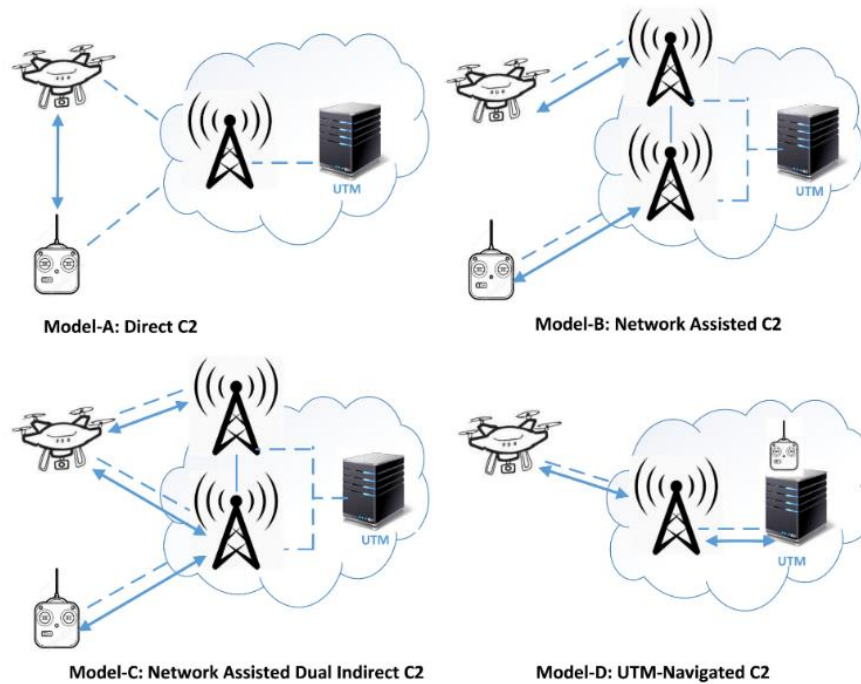 UTM
UTM
Model-A: Direct C2
Model-B: Network Assisted C2
UTM
UTM
Model-C: Network Assisted Dual Indirect C2
Model-D: UTM-Navigated C2